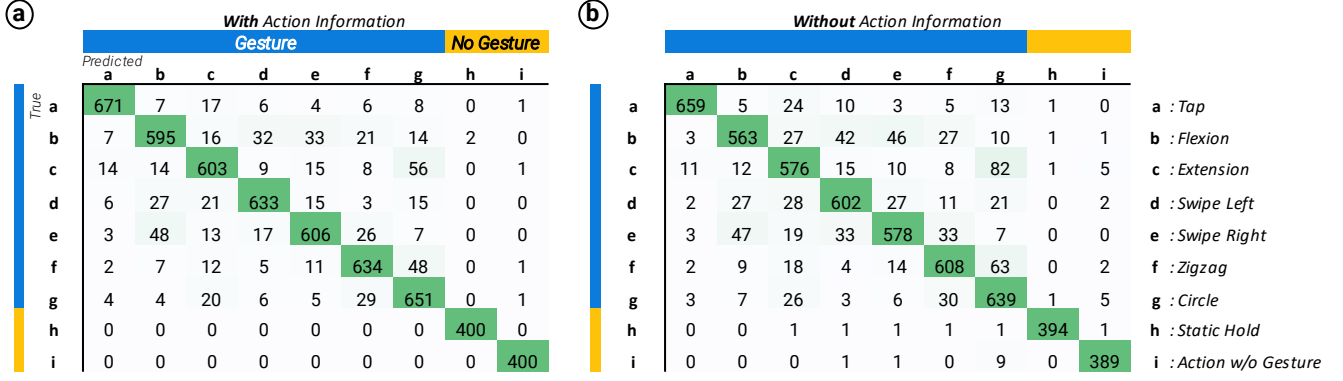 a
With Action Information
Gesture No Gesture
Predicted
a b c d e f g h i
True
a 671 7 17 6 4 6 8 0 1
b 7 595 16 32 33 21 14 2 0
c 14 14 603 9 15 8 56 0 1
d 6 27 21 633 15 3 15 0 0
e 3 48 13 17 606 26 7 0 0
f 2 7 12 5 11 634 48 0 1
g 4 4 20 6 5 29 651 0 1
h 0 0 0 0 0 0 0 400 0
i 0 0 0 0 0 0 0 0 400
b
Without Action Information
a b c d e f g h i
a 659 5 24 10 3 5 13 1 0
b 3 563 27 42 46 27 10 1 1
c 11 12 576 15 10 8 82 1 5
d 2 27 28 602 27 11 21 0 2
e 3 47 19 33 578 33 7 0 0
f 2 9 18 4 14 608 63 0 2
g 3 7 26 3 6 30 639 1 5
h 0 0 1 1 1 1 1 394 1
i 0 0 0 1 1 0 9 0 389
a : Tap
b : Flexion
c : Extension
d : Swipe Left
e : Swipe Right
f : Zigzag
g : Circle
h : Static Hold
i : Action w/o Gesture